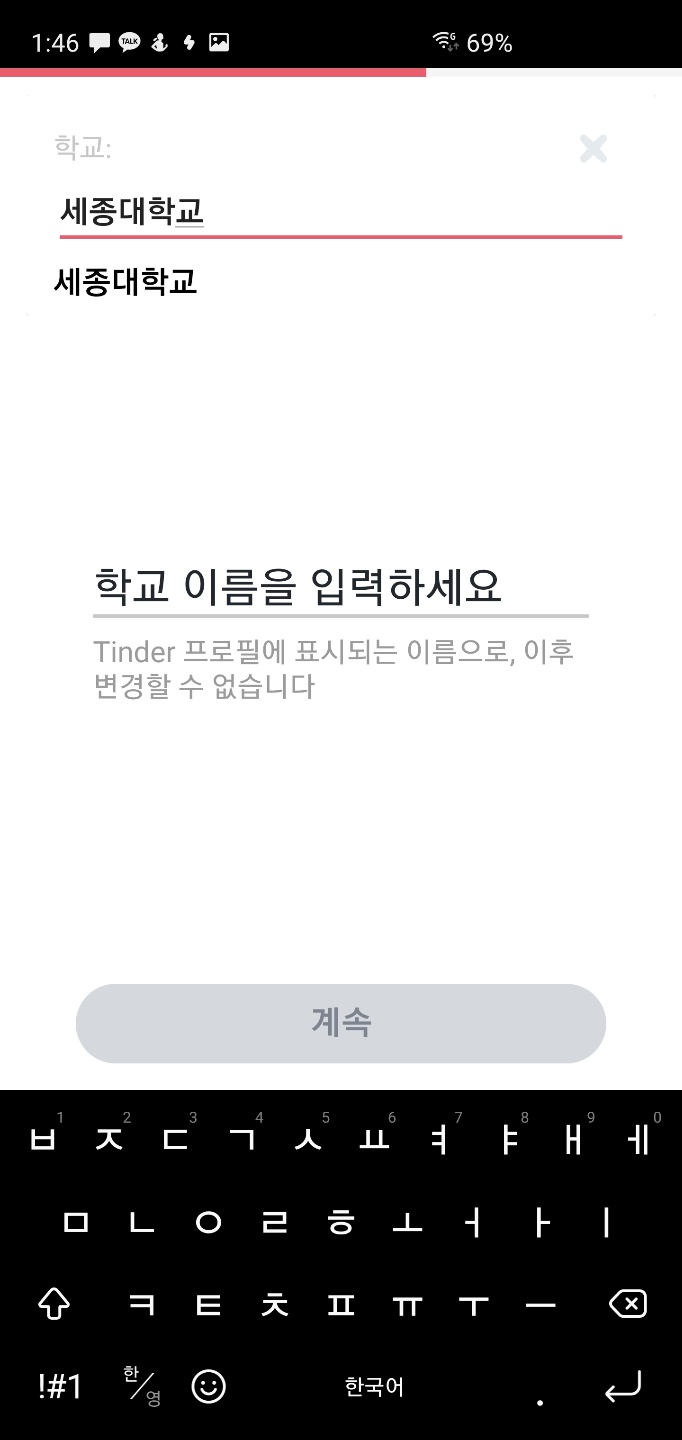 1:46 TALK 69%
학교:
세종대학교
세종대학교
학교 이름을 입력하세요
Tinder 프로필에 표시되는 이름으로, 이후
변경할 수 없습니다
계속
1 2 3 4 5 6 7 8 9 0
ㅂ ㅈ ㄷ ㄱ ㅅ ㅛ ㅕ ㅑ ㅐ ㅔ
ㅁ ㄴ ㅇ ㄹ ㅎ ㅗ ㅓ ㅏ ㅣ
ㅋ ㅌ ㅊ ㅍ ㅠ ㅜ ㅡ
!#1 한/영 한국어 .